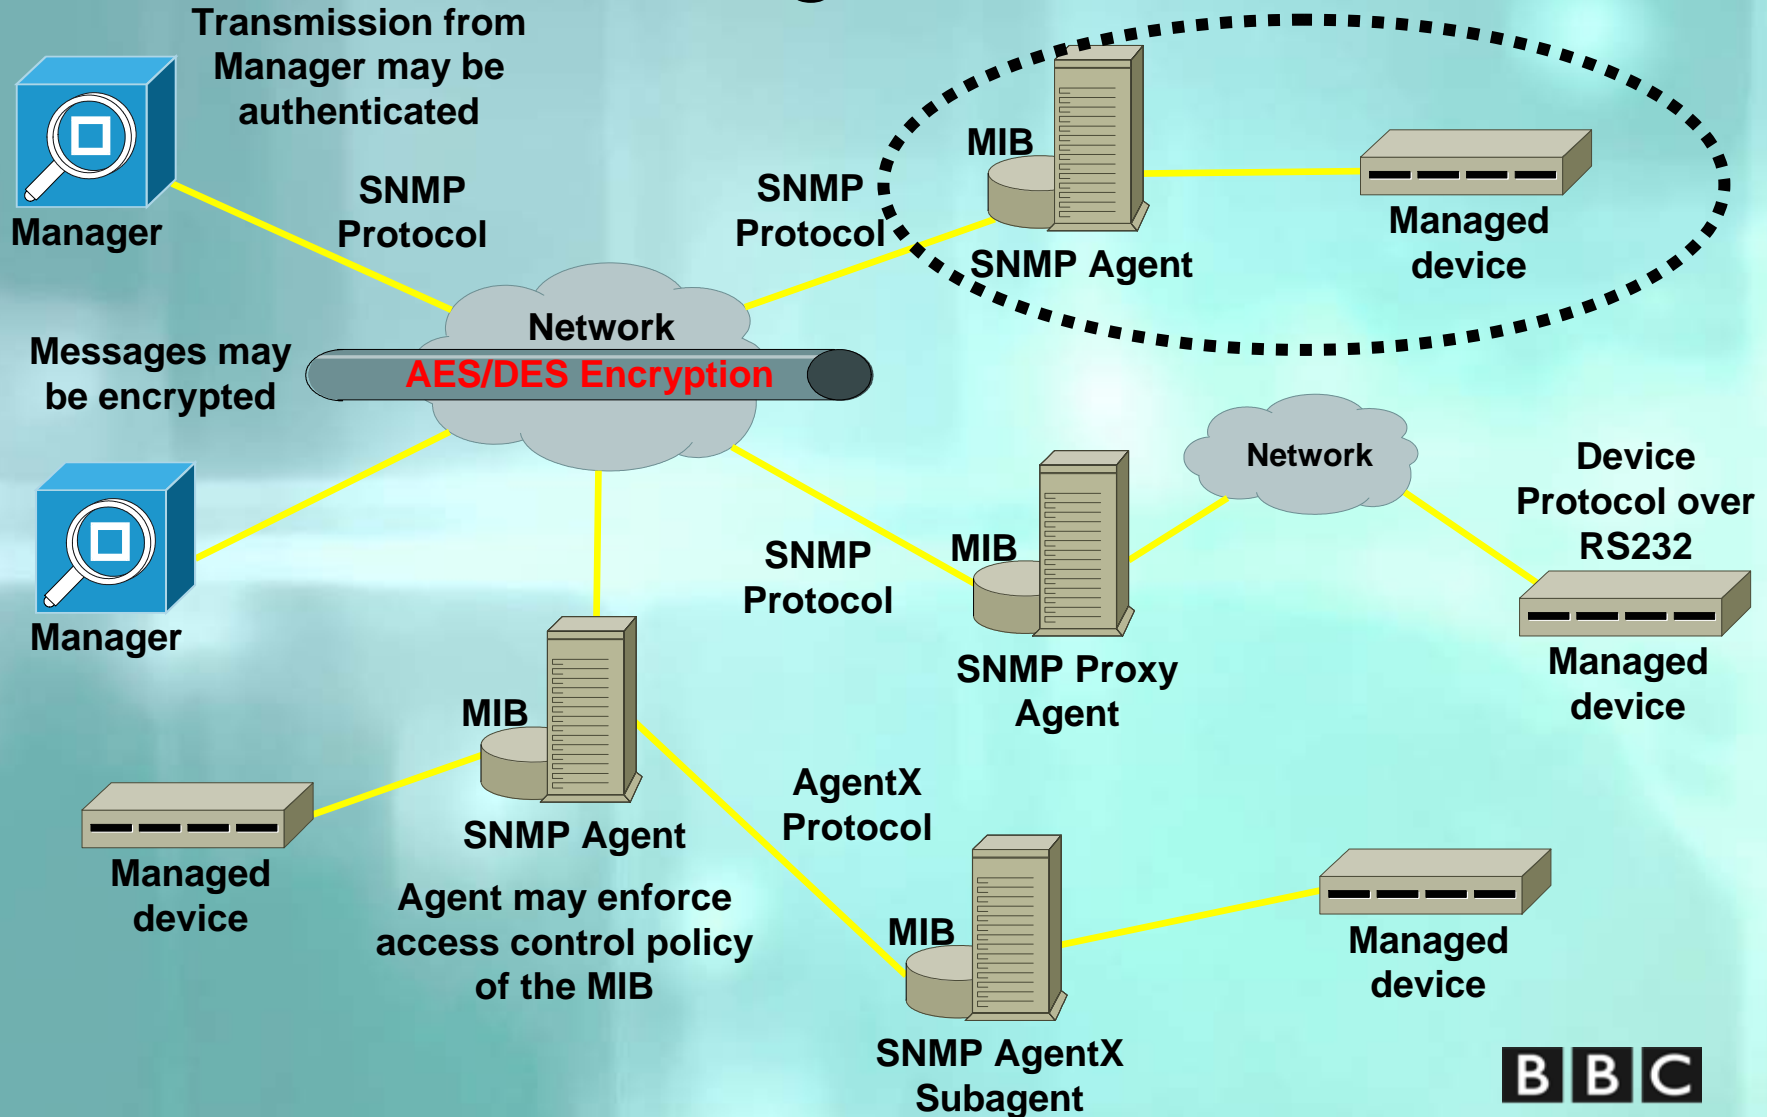 Transmission from
Manager may be
authenticated
Manager
SNMP
Protocol
SNMP
Protocol
MIB
SNMP Agent
Managed
device
Network
AES/DES Encryption
Messages may
be encrypted
Manager
SNMP
Protocol
MIB
SNMP Proxy
Agent
Network
Device
Protocol over
RS232
Managed
device
MIB
SNMP Agent
Managed
device
Agent may enforce
access control policy
of the MIB
AgentX
Protocol
MIB
SNMP AgentX
Subagent
Managed
device
BBC